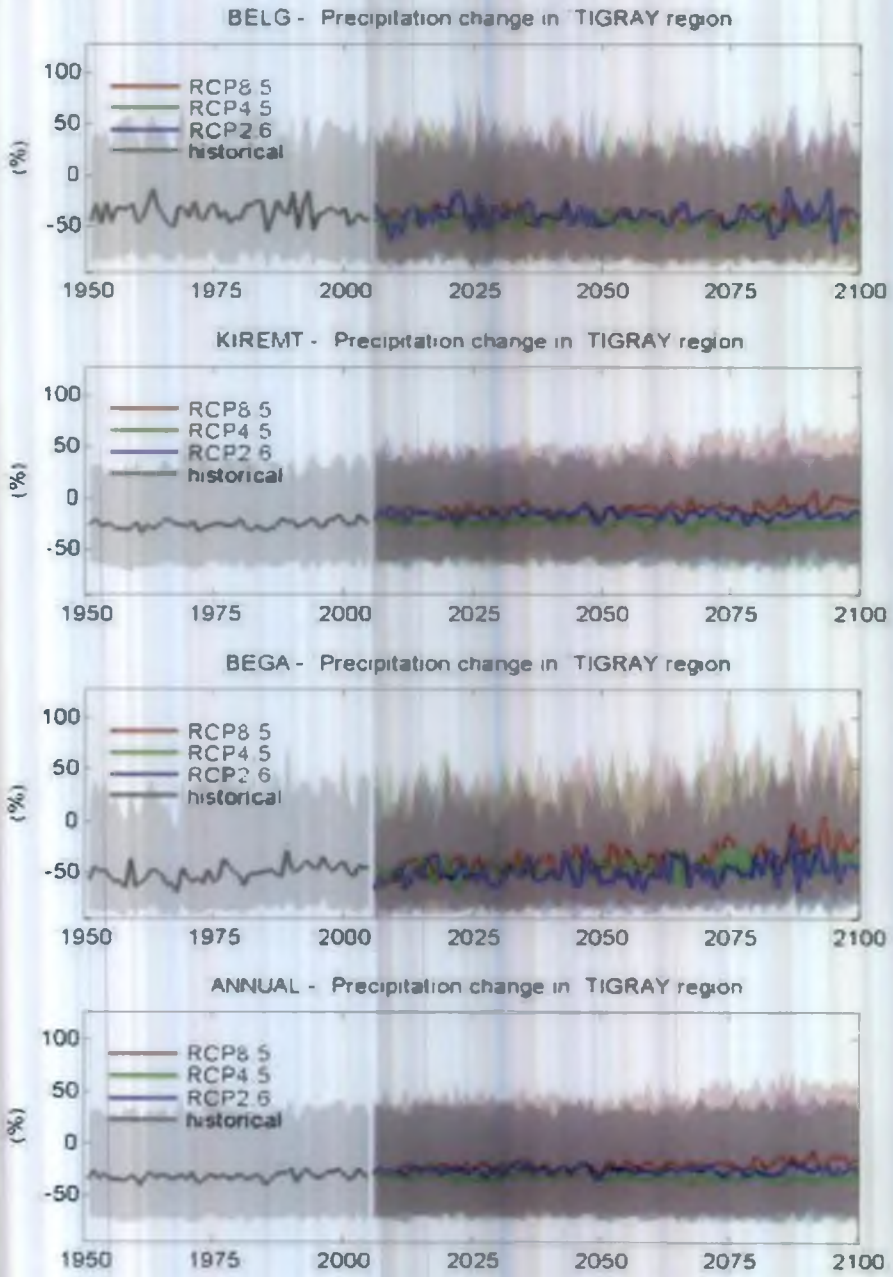 BELG - Precipitation change in TIGRAY region
100
50
0
-50
(%)
RCP8.5
RCP4.5
RCP2.6
historical
1950 1975 2000 2025 2050 2075 2100
KIREMT - Precipitation change in TIGRAY region
100
50
0
-50
(%)
RCP8.5
RCP4.5
RCP2.6
historical
1950 1975 2000 2025 2050 2075 2100
BEGA - Precipitation change in TIGRAY region
100
50
0
-50
(%)
RCP8.5
RCP4.5
RCP2.6
historical
1950 1975 2000 2025 2050 2075 2100
ANNUAL - Precipitation change in TIGRAY region
100
50
0
-50
(%)
RCP8.5
RCP4.5
RCP2.6
historical
1950 1975 2000 2025 2050 2075 2100